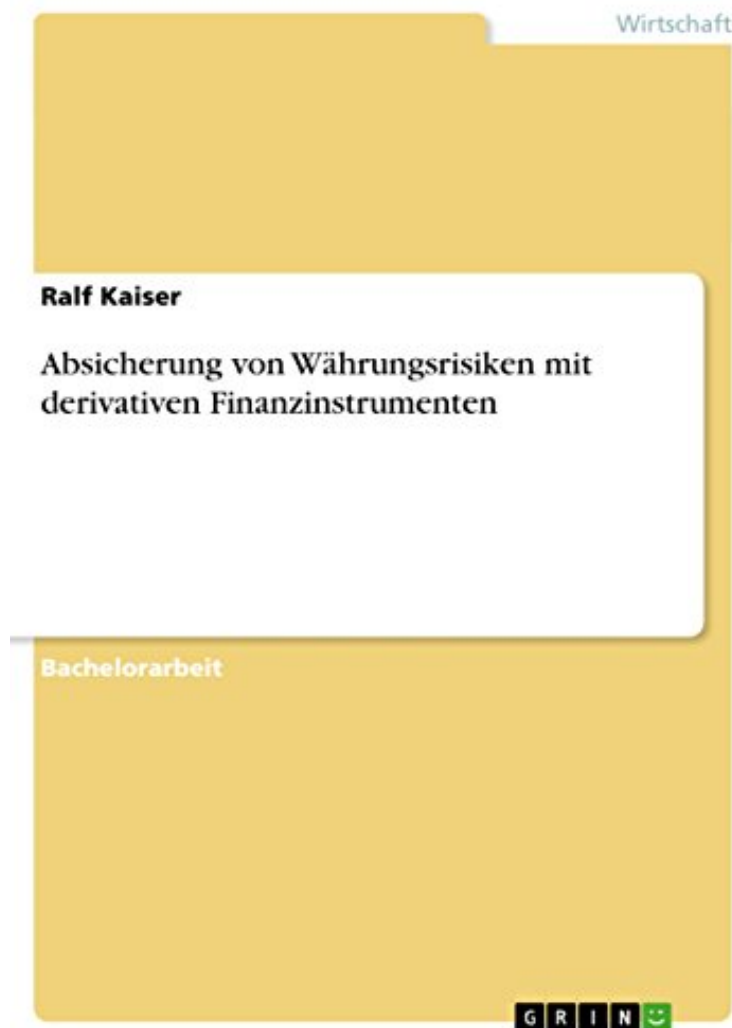 Wirtschaft
Ralf Kaiser
Absicherung von Währungsrisiken mit
derivativen Finanzinstrumenten
Bachelorarbeit
GRIN